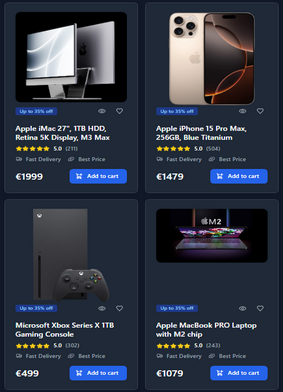 Up to 35% off
Apple iMac 27", 1TB HDD,
Retina 5K Display, M3 Max
5.0 (211)
Fast Delivery Best Price
€1999 Add to cart
Up to 35% off
Apple iPhone 15 Pro Max,
256GB, Blue Titanium
5.0 (504)
Fast Delivery Best Price
€1479 Add to cart
Up to 35% off
Microsoft Xbox Series X 1TB
Gaming Console
5.0 (302)
Fast Delivery Best Price
€499 Add to cart
M2
Up to 35% off
Apple MacBook PRO Laptop
with M2 chip
5.0 (243)
Fast Delivery Best Price
€1079 Add to cart